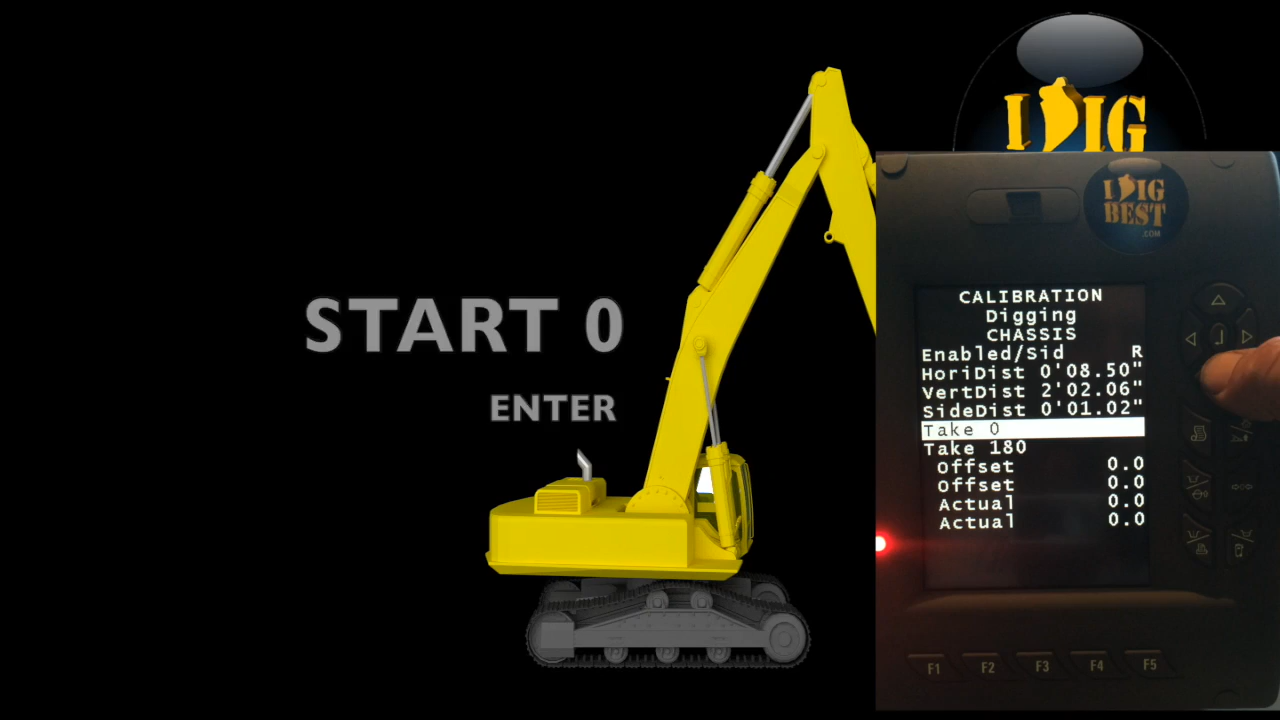 START 0
ENTER
I DIG
I DIG
BEST
.COM
CALIBRATION
Digging
CHASSIS
Enabled/Sid R
HoriDist 0'08.50"
VertDist 2'02.06"
SideDist 0'01.02"
Take 0
Take 180
Offset 0.0
Offset 0.0
Actual 0.0
Actual 0.0
F1 F2 F3 F4 F5